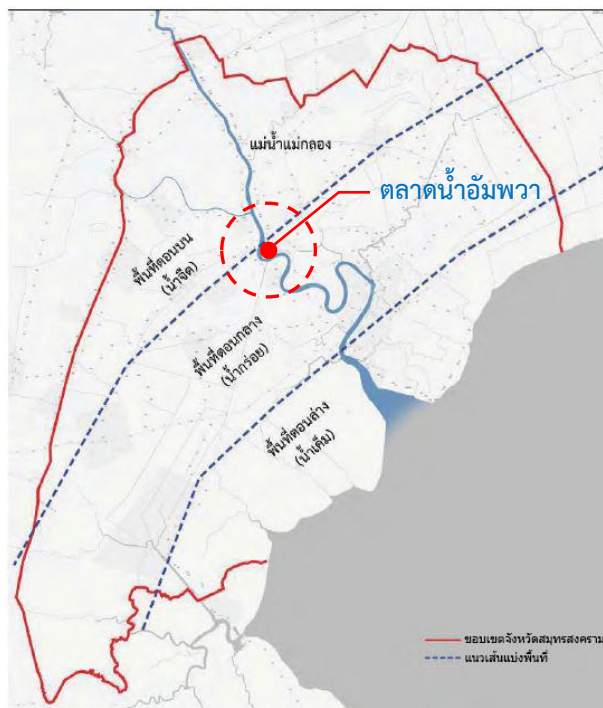 แม่น้ำแม่กลอง
ตลาดน้ำอัมพวา
พื้นที่ตอนบน
(น้ำจืด)
พื้นที่ตอนกลาง
(น้ำกร่อย)
พื้นที่ตอนล่าง
(น้ำเค็ม)
ขอบเขตจังหวัดสมุทรสงคราม
แนวเส้นแบ่งพื้นที่